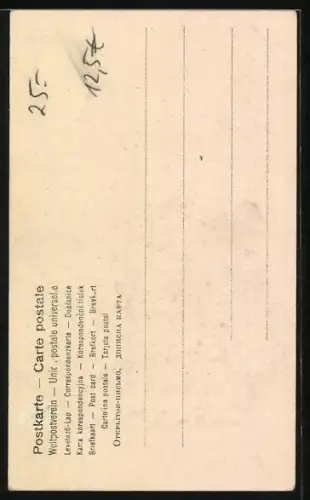 Postkarte — Carte postale
Weltpostverein — Union postale universelle
Levelező-Lap — Correspondenzkarte — Dopisnice
Karta korespondencyjna — Korespondenční lístek
Briefkaart — Post card — Brefkort — Brevkort
Cartolina postale — Tarjeta postal
Открытое-письмо, дописна карта
25.-
12,5x